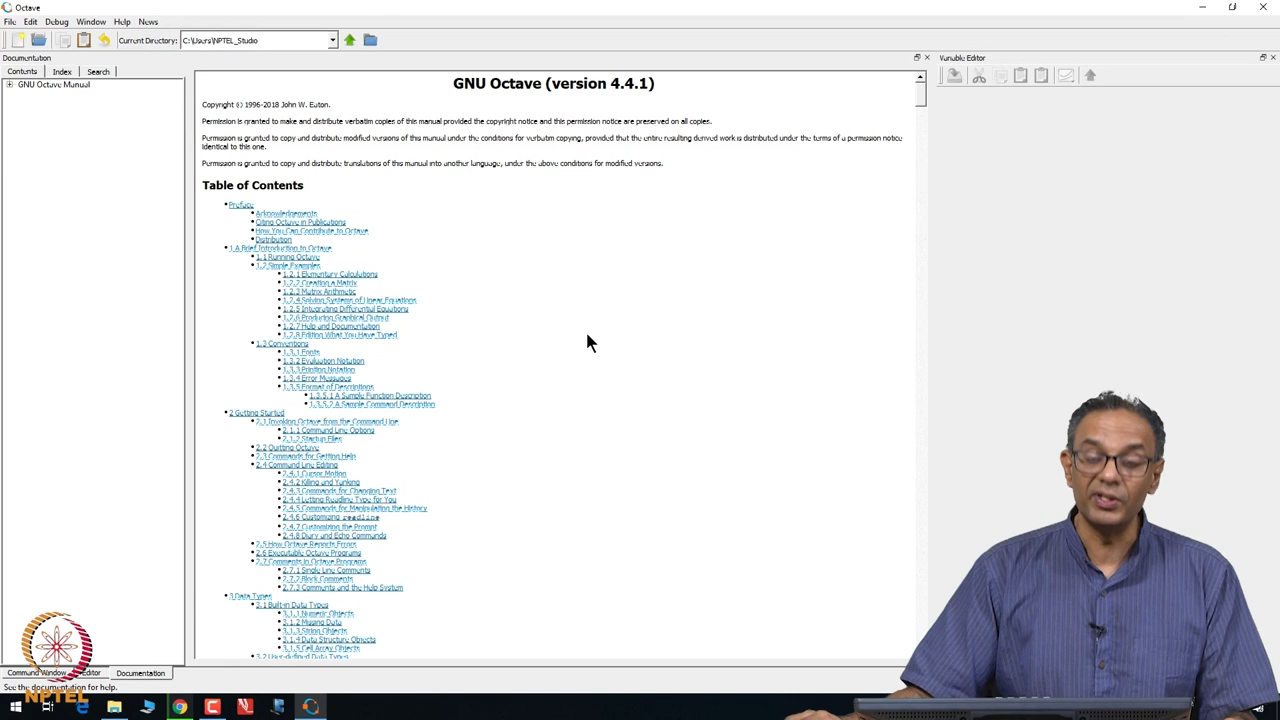 Octave
File Edit Debug Window Help News
Current Directory: C:\Users\NPTEL_Studio
Documentation
Variable Editor
Contents Index Search
GNU Octave Manual
GNU Octave (version 4.4.1)
Copyright © 1996-2018 John W. Eaton.
Permission is granted to make and distribute verbatim copies of this manual provided the copyright notice and this permission notice are preserved on all copies.
Permission is granted to copy and distribute modified versions of this manual under the conditions for verbatim copying, provided that the entire resulting derived work is distributed under the terms of a permission notice
identical to this one.
Permission is granted to copy and distribute translations of this manual into another language, under the above conditions for modified versions.
Table of Contents
Preface
Acknowledgements
Citing Octave in Publications
How You Can Contribute to Octave
Distribution
1 A Brief Introduction to Octave
1.1 Running Octave
1.2 Simple Examples
1.2.1 Elementary Calculations
1.2.2 Creating a Matrix
1.2.3 Matrix Arithmetic
1.2.4 Solving Systems of Linear Equations
1.2.5 Integrating Differential Equations
1.2.6 Producing Graphical Output
1.2.7 Help and Documentation
1.2.8 Editing What You Have Typed
1.3 Conventions
1.3.1 Fonts
1.3.2 Evaluation Notation
1.3.3 Printing Notation
1.3.4 Error Messages
1.3.5 Format of Descriptions
1.3.5.1 A Sample Function Description
1.3.5.2 A Sample Command Description
2 Getting Started
2.1 Invoking Octave from the Command Line
2.1.1 Command Line Options
2.1.2 Startup Files
2.2 Quitting Octave
2.3 Commands for Getting Help
2.4 Command Line Editing
2.4.1 Cursor Motion
2.4.2 Killing and Yanking
2.4.3 Commands for Changing Text
2.4.4 Letting Readline Type for You
2.4.5 Commands for Manipulating the History
2.4.6 Customizing readline
2.4.7 Customizing the Prompt
2.4.8 Diary and Echo Commands
2.5 How Octave Reports Errors
2.6 Executable Octave Programs
2.7 Comments in Octave Programs
2.7.1 Single Line Comments
2.7.2 Block Comments
2.7.3 Comments and the Help System
3 Data Types
3.1 Built-in Data Types
3.1.1 Numeric Objects
3.1.2 Missing Data
3.1.3 String Objects
3.1.4 Data Structure Objects
3.1.5 Cell Array Objects
3.2 User-defined Data Types
Command Window Editor Documentation
See the documentation for help.
NPTEL